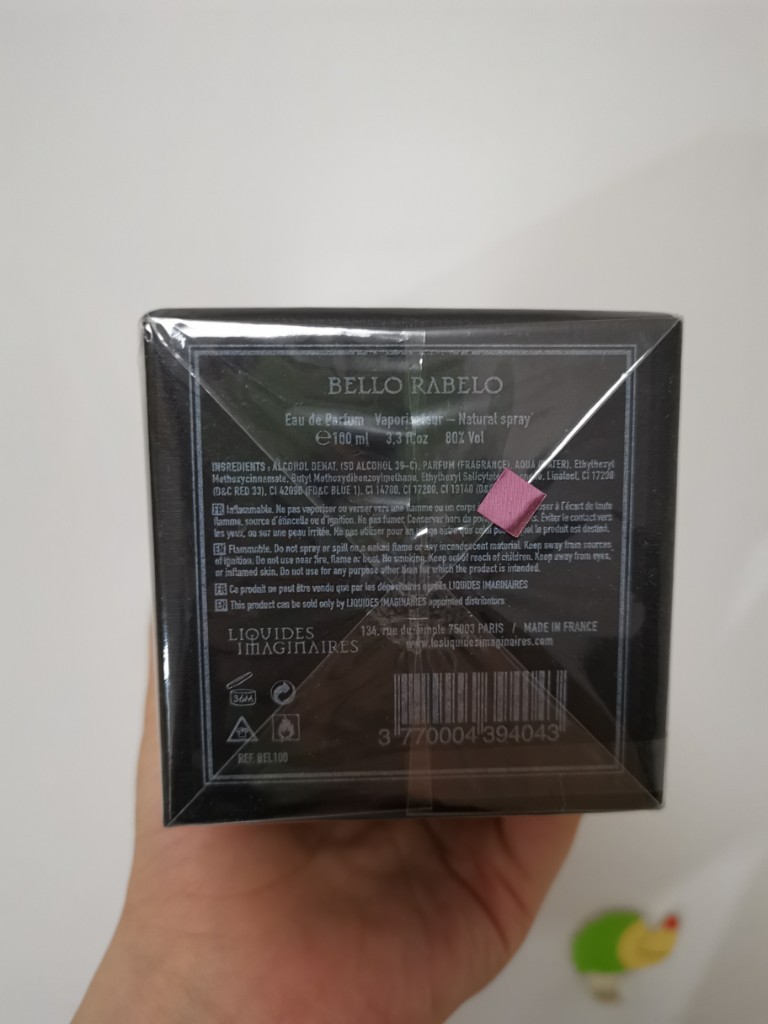 BELLO RABELO
Eau de Parfum Vaporisateur – Natural spray
℮100 ml 3,3 fl.oz 80% Vol
INGREDIENTS : ALCOHOL DENAT. (SD ALCOHOL 39-C), PARFUM (FRAGRANCE), AQUA (WATER), Ethylhexyl
Methoxycinnamate, Butyl Methoxydibenzoylmethane, Ethylhexyl Salicylate, Linalool, CI 17200
(D&C RED 33), CI 42090 (FD&C BLUE 1), CI 14700, CI 17200, CI 19140
FR Inflammable. Ne pas vaporiser ou verser vers une flamme ou un corps à l'écart de toute
flamme, source d'étincelle ou d'ignition. Ne pas fumer. Conserver hors de Éviter le contact vers
les yeux, ou sur une peau irritée. Ne pas utiliser pour un le produit est destiné.
EN Flammable. Do not spray or spill on a naked flame or any incandescent material. Keep away from sources
of ignition. Do not use near fire, flame or heat. No smoking. Keep out of reach of children. Keep away from eyes,
or inflamed skin. Do not use for any purpose other than for which the product is intended.
FR Ce produit ne peut être vendu que par les dépositaires agréés LIQUIDES IMAGINAIRES
EN This product can be sold only by LIQUIDES IMAGINAIRES appointed distributors
LIQUIDES
IMAGINAIRES
134, rue du Temple 75003 PARIS / MADE IN FRANCE
www.lesliquidesimaginaires.com
36M
3 770004 394043
REF. BEL100